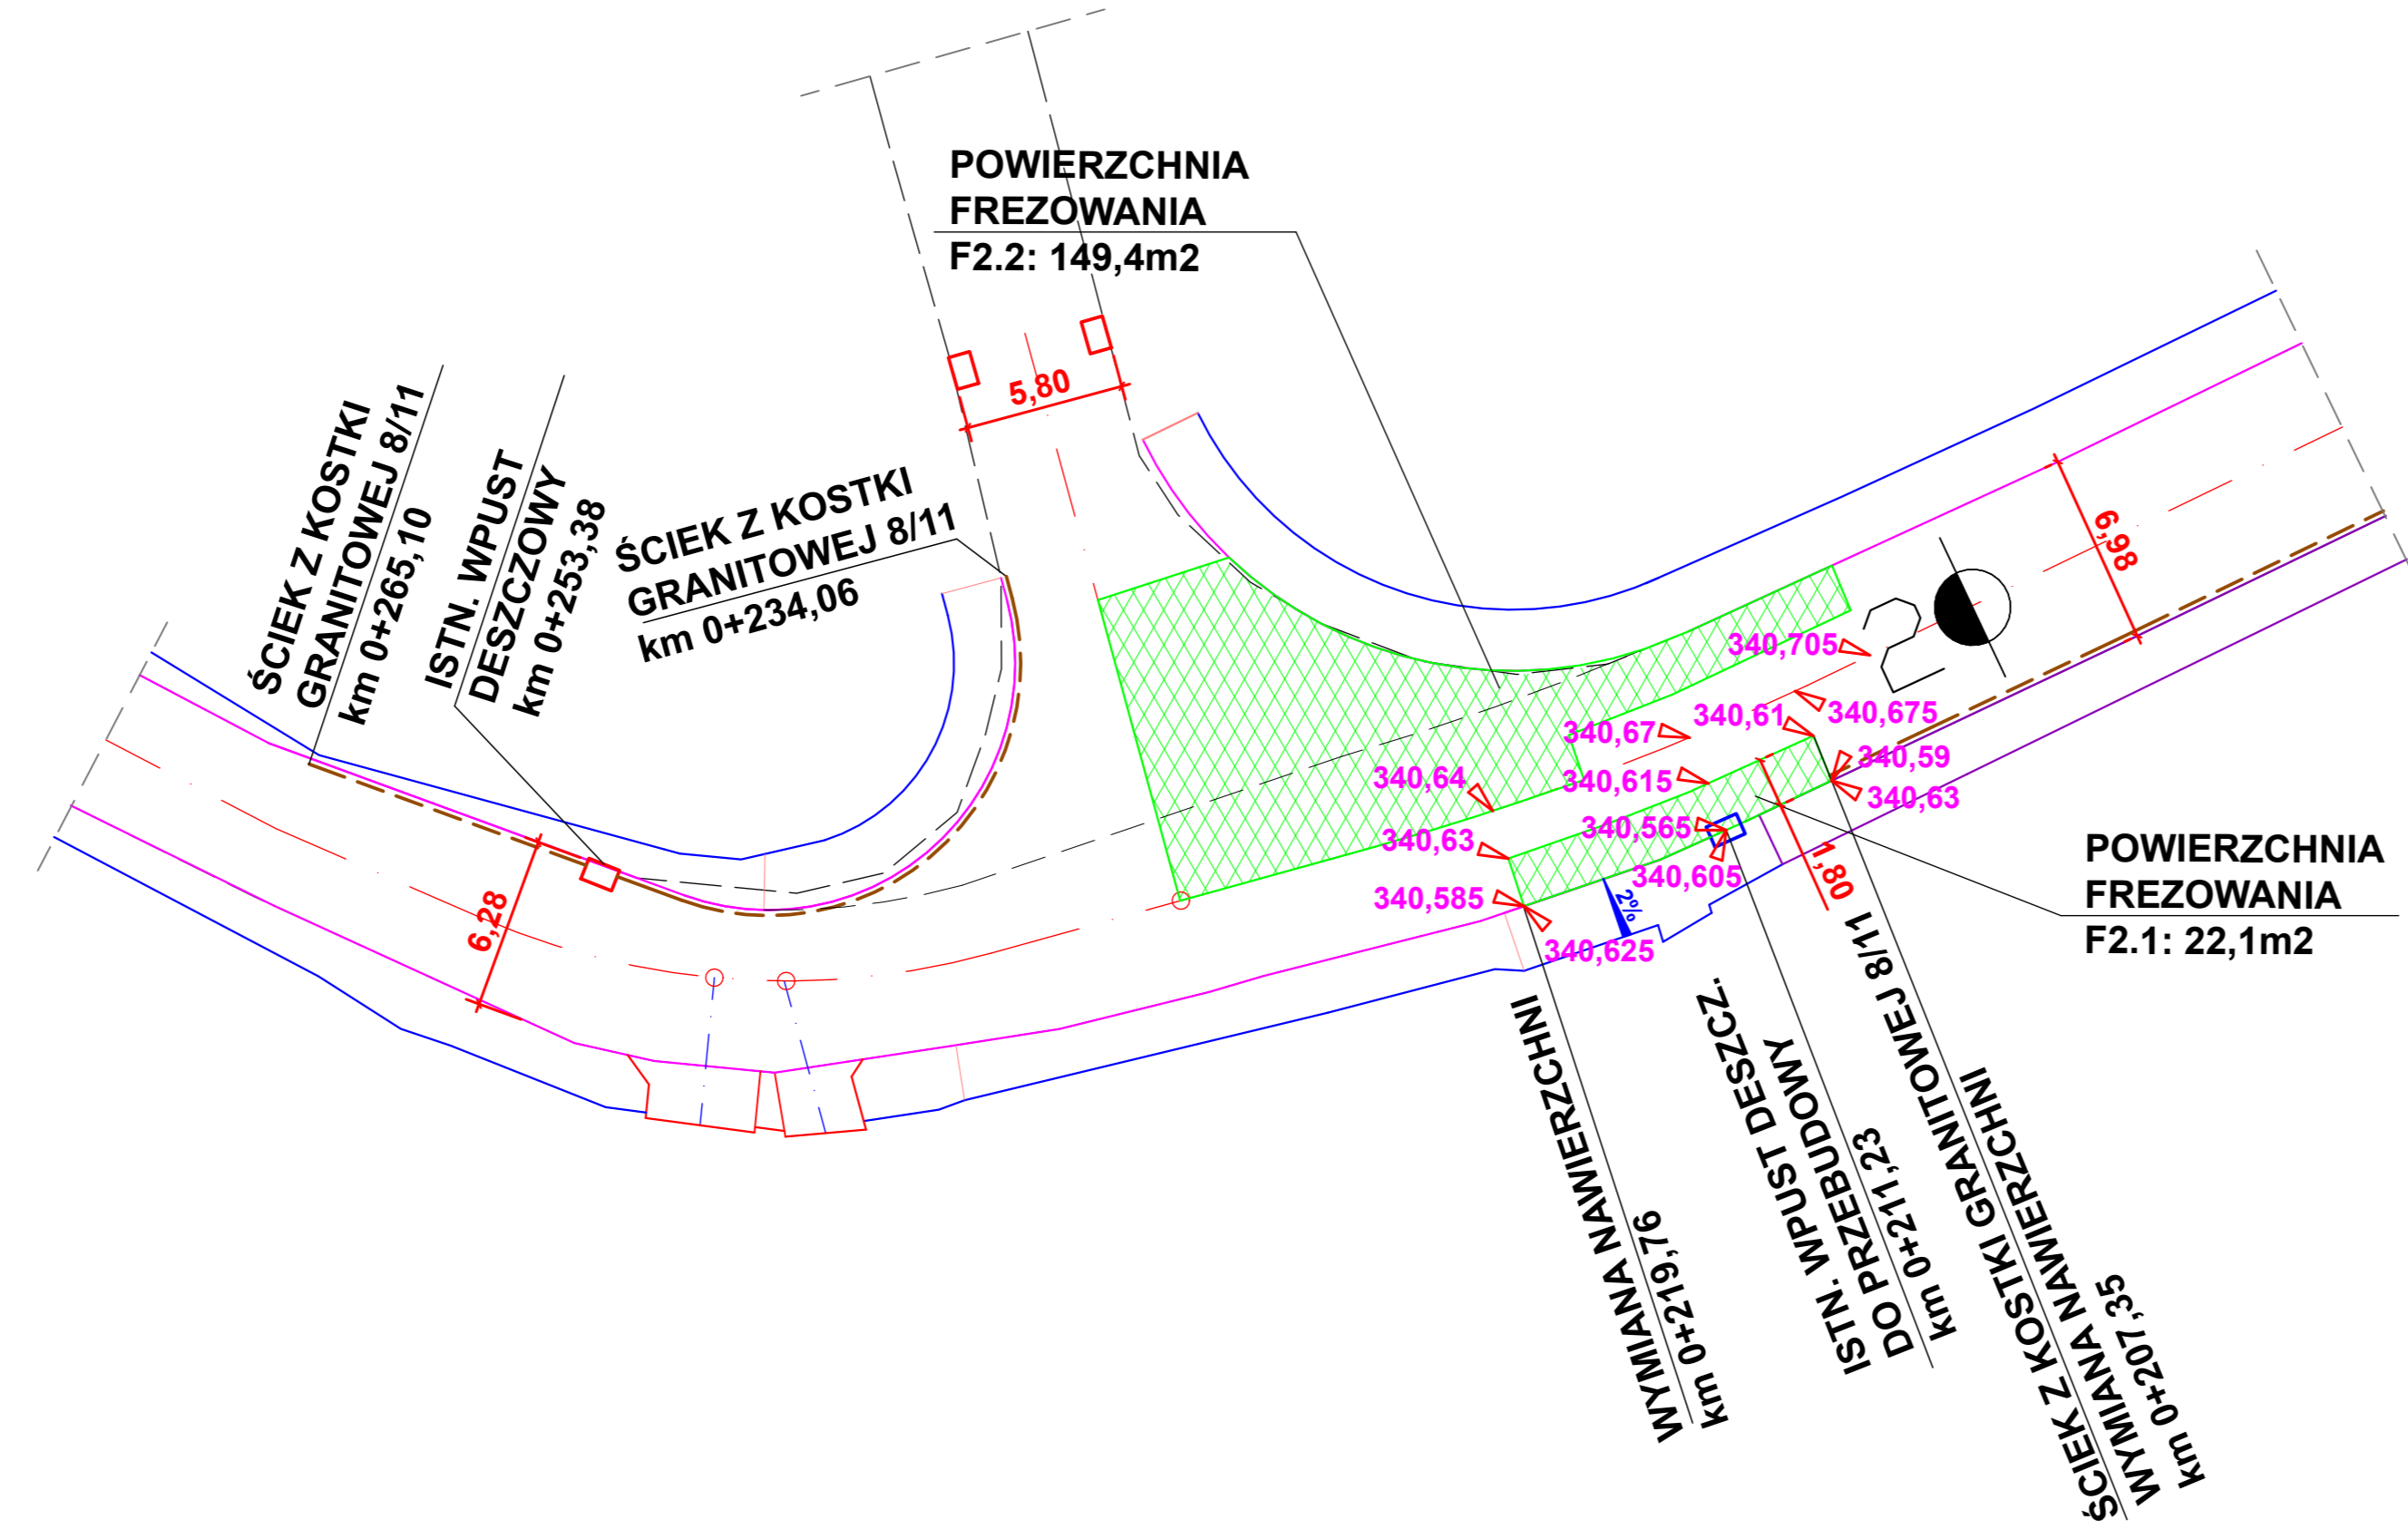 POWIERZCHNIA
FREZOWANIA
F2.2: 149,4m2
5,80
ŚCIEK Z KOSTKI
GRANITOWEJ 8/11
km 0+265,10
ISTN. WPUST
DESZCZOWY
km 0+253,38
ŚCIEK Z KOSTKI
GRANITOWEJ 8/11
km 0+234,06
6,98
2
340,705
340,675
340,61
340,67
340,59
340,615
340,64
340,63
340,565
340,63
340,605
340,585
340,625
2%
1,80
6,28
POWIERZCHNIA
FREZOWANIA
F2.1: 22,1m2
WYMIANA NAWIERZCHNI
km 0+219,76
ISTN. WPUST DESZCZ.
DO PRZEBUDOWY
km 0+211,23
ŚCIEK Z KOSTKI GRANITOWEJ 8/11
WYMIANA NAWIERZCHNI
km 0+207,35